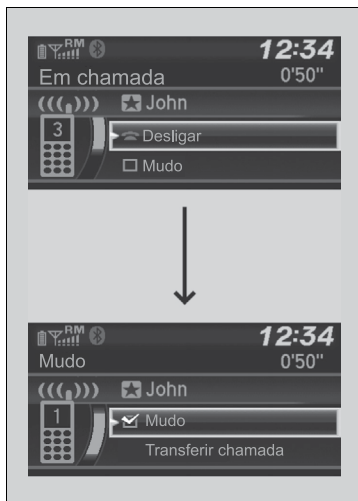 RM 12:34
Em chamada 0'50"
John
3
Desligar
Mudo
RM 12:34
Mudo 0'50"
John
1
Mudo
Transferir chamada